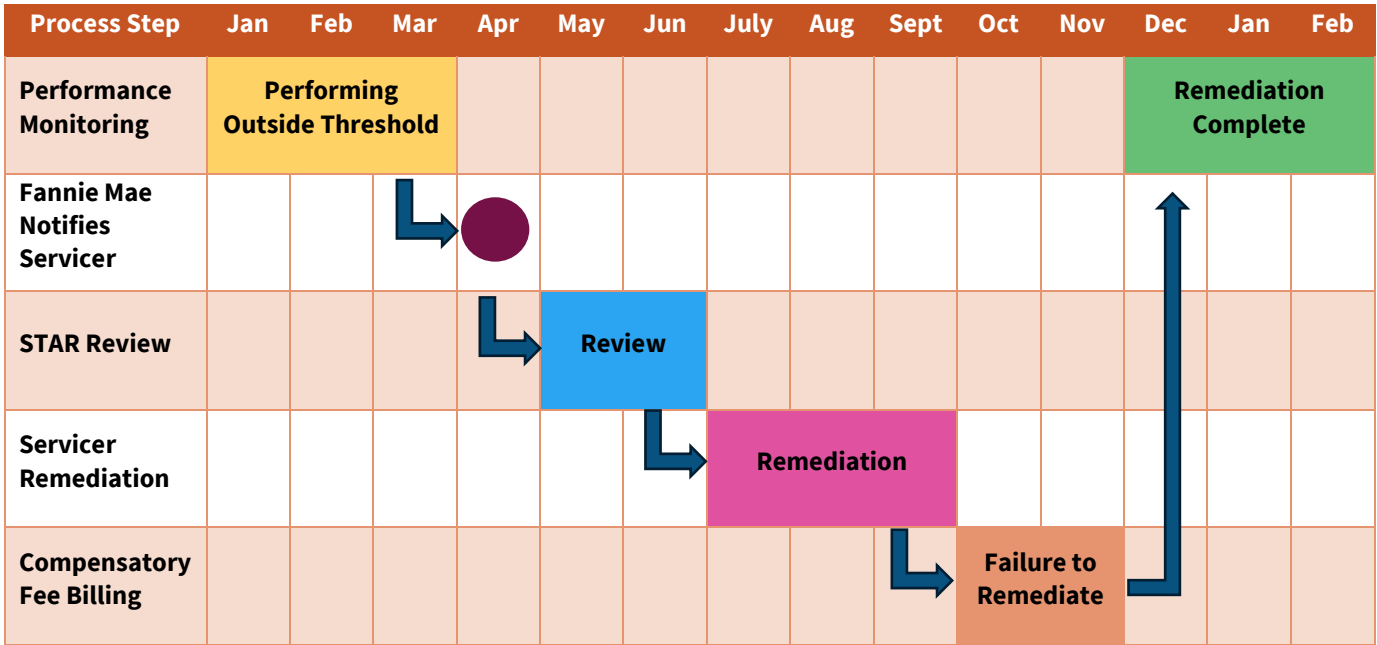 Process Step Jan Feb Mar Apr May Jun July Aug Sept Oct Nov Dec Jan Feb
Performance
Monitoring
Performing
Outside Threshold
Remediation
Complete
Fannie Mae
Notifies
Servicer
STAR Review
Review
Servicer
Remediation
Remediation
Compensatory
Fee Billing
Failure to
Remediate